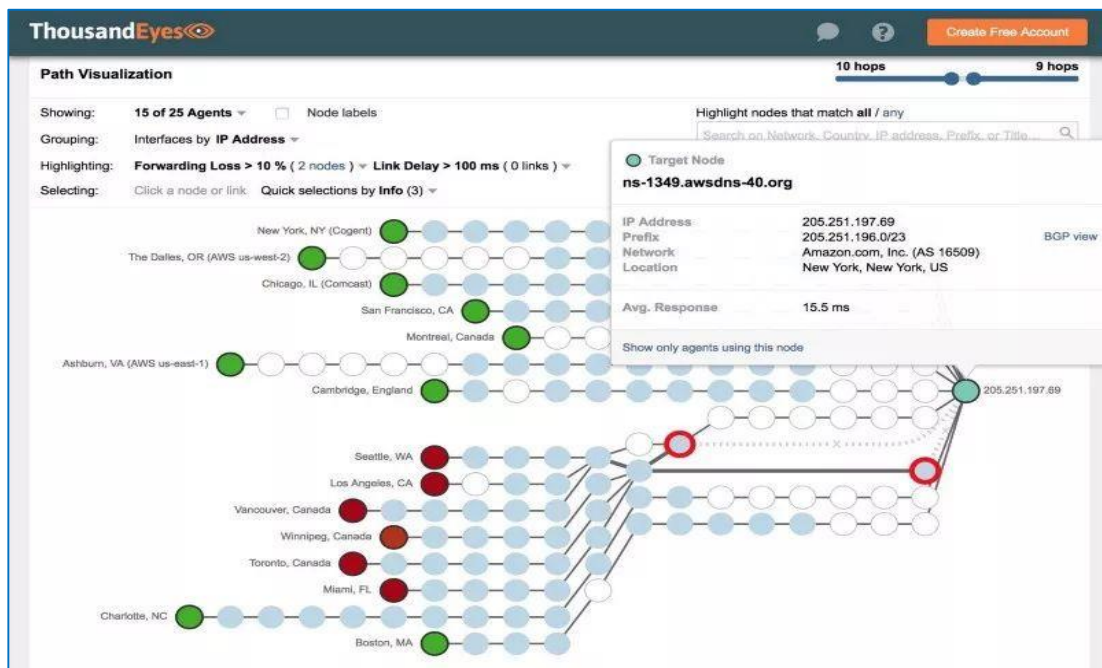 ThousandEyes
Create Free Account
Path Visualization
10 hops 9 hops
Showing: 15 of 25 Agents Node labels
Highlight nodes that match all / any
Grouping: Interfaces by IP Address
Search on Network, Country, IP address, Prefix, or Title...
Highlighting: Forwarding Loss > 10 % ( 2 nodes ) Link Delay > 100 ms ( 0 links )
Selecting: Click a node or link Quick selections by Info (3)
Target Node
ns-1349.awsdns-40.org
IP Address 205.251.197.69
Prefix 205.251.196.0/23 BGP view
Network Amazon.com, Inc. (AS 16509)
Location New York, New York, US
Avg. Response 15.5 ms
Show only agents using this node
New York, NY (Cogent)
The Dalles, OR (AWS us-west-2)
Chicago, IL (Comcast)
San Francisco, CA
Montreal, Canada
Ashburn, VA (AWS us-east-1)
Cambridge, England
205.251.197.69
Seattle, WA
Los Angeles, CA
Vancouver, Canada
Winnipeg, Canada
Toronto, Canada
Miami, FL
Charlotte, NC
Boston, MA